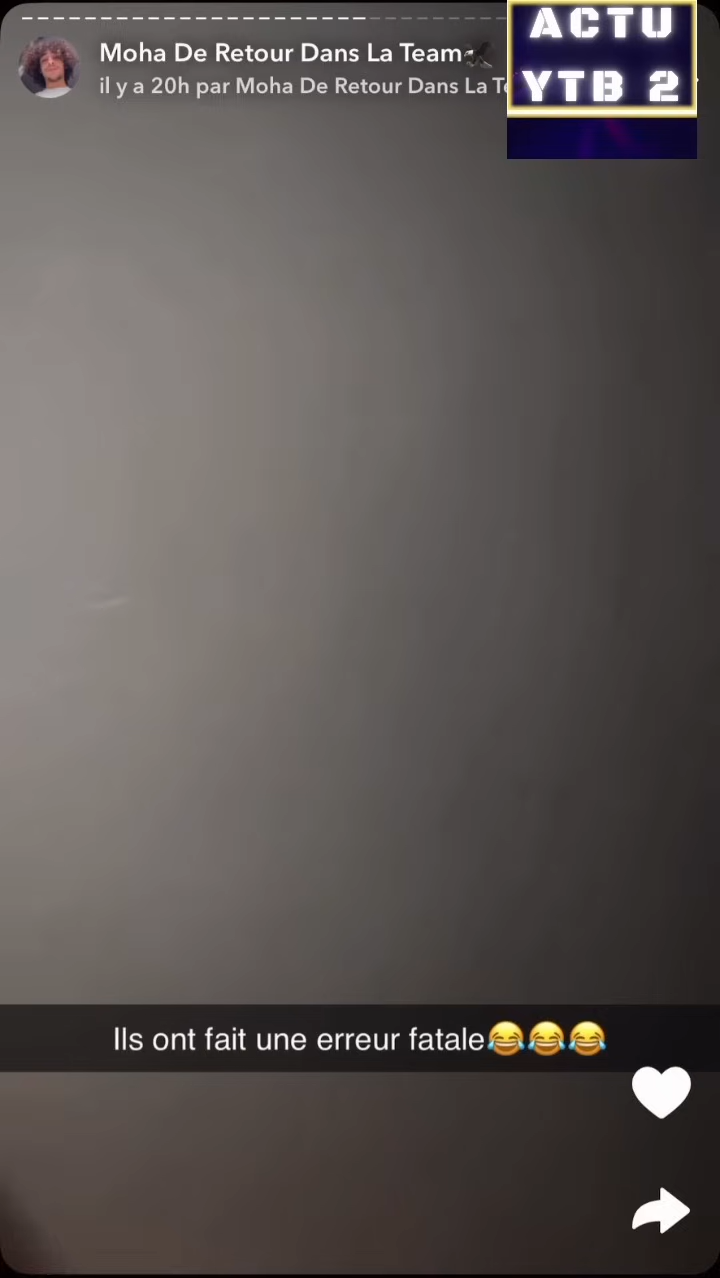 Moha De Retour Dans La Team🦅
il y a 20h par Moha De Retour Dans La
ACTU
YTB 2
Ils ont fait une erreur fatale😂😂😂